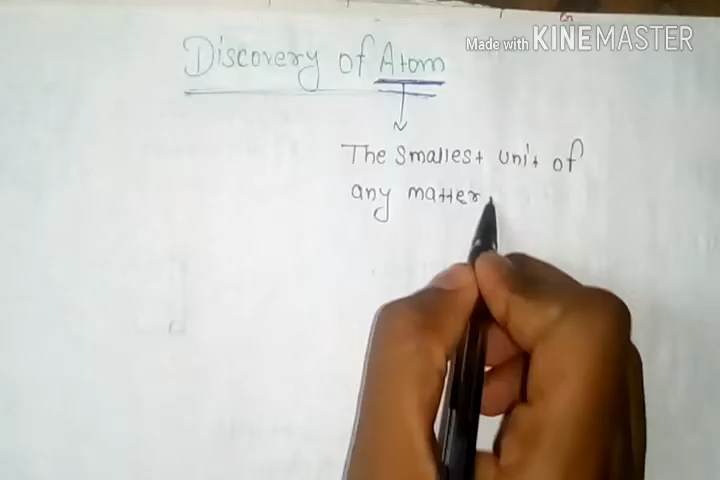 Made with KINEMASTER
Discovery of Atom
The smallest unit of
any matter